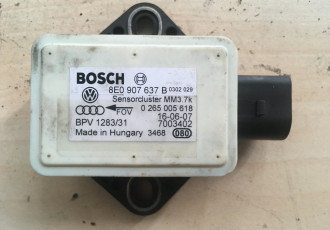 BOSCH
8E0 907 637 B 0302 029
Sensorcluster MM3.7k
FOV 0 265 005 618
16-06-07
BPV 1283/31 7003402
Made in Hungary 3468 080